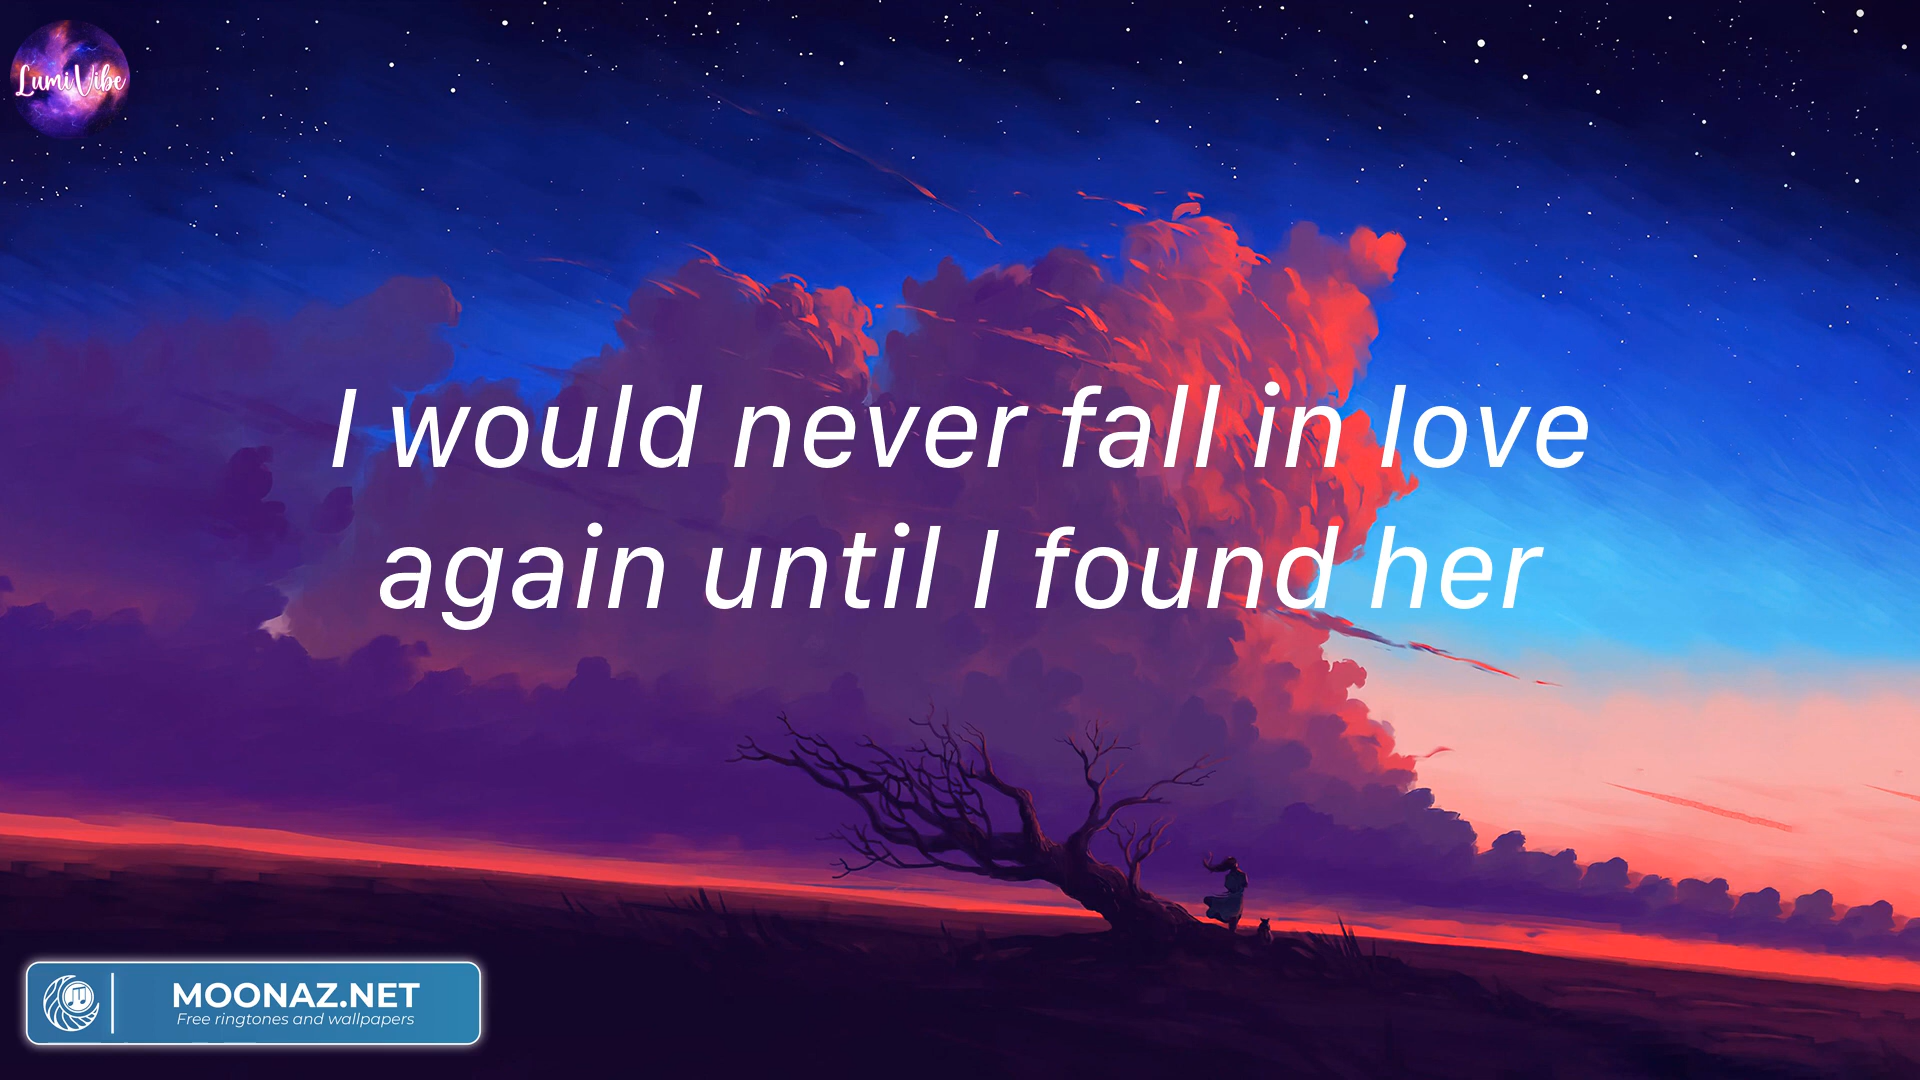 LumiVibe
I would never fall in love
again until I found her
MOONAZ.NET
Free ringtones and wallpapers